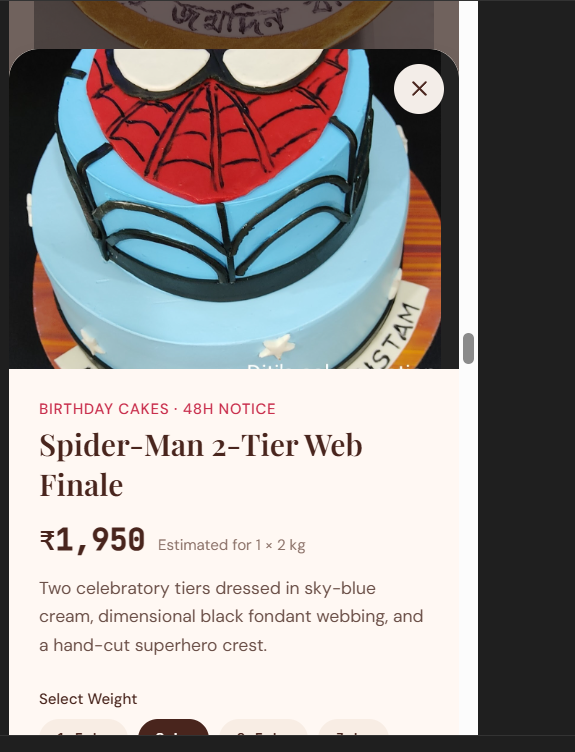 জন্মদিন
USTAM
BIRTHDAY CAKES · 48H NOTICE
Spider-Man 2-Tier Web
Finale
₹1,950 Estimated for 1 × 2 kg
Two celebratory tiers dressed in sky-blue
cream, dimensional black fondant webbing, and
a hand-cut superhero crest.
Select Weight